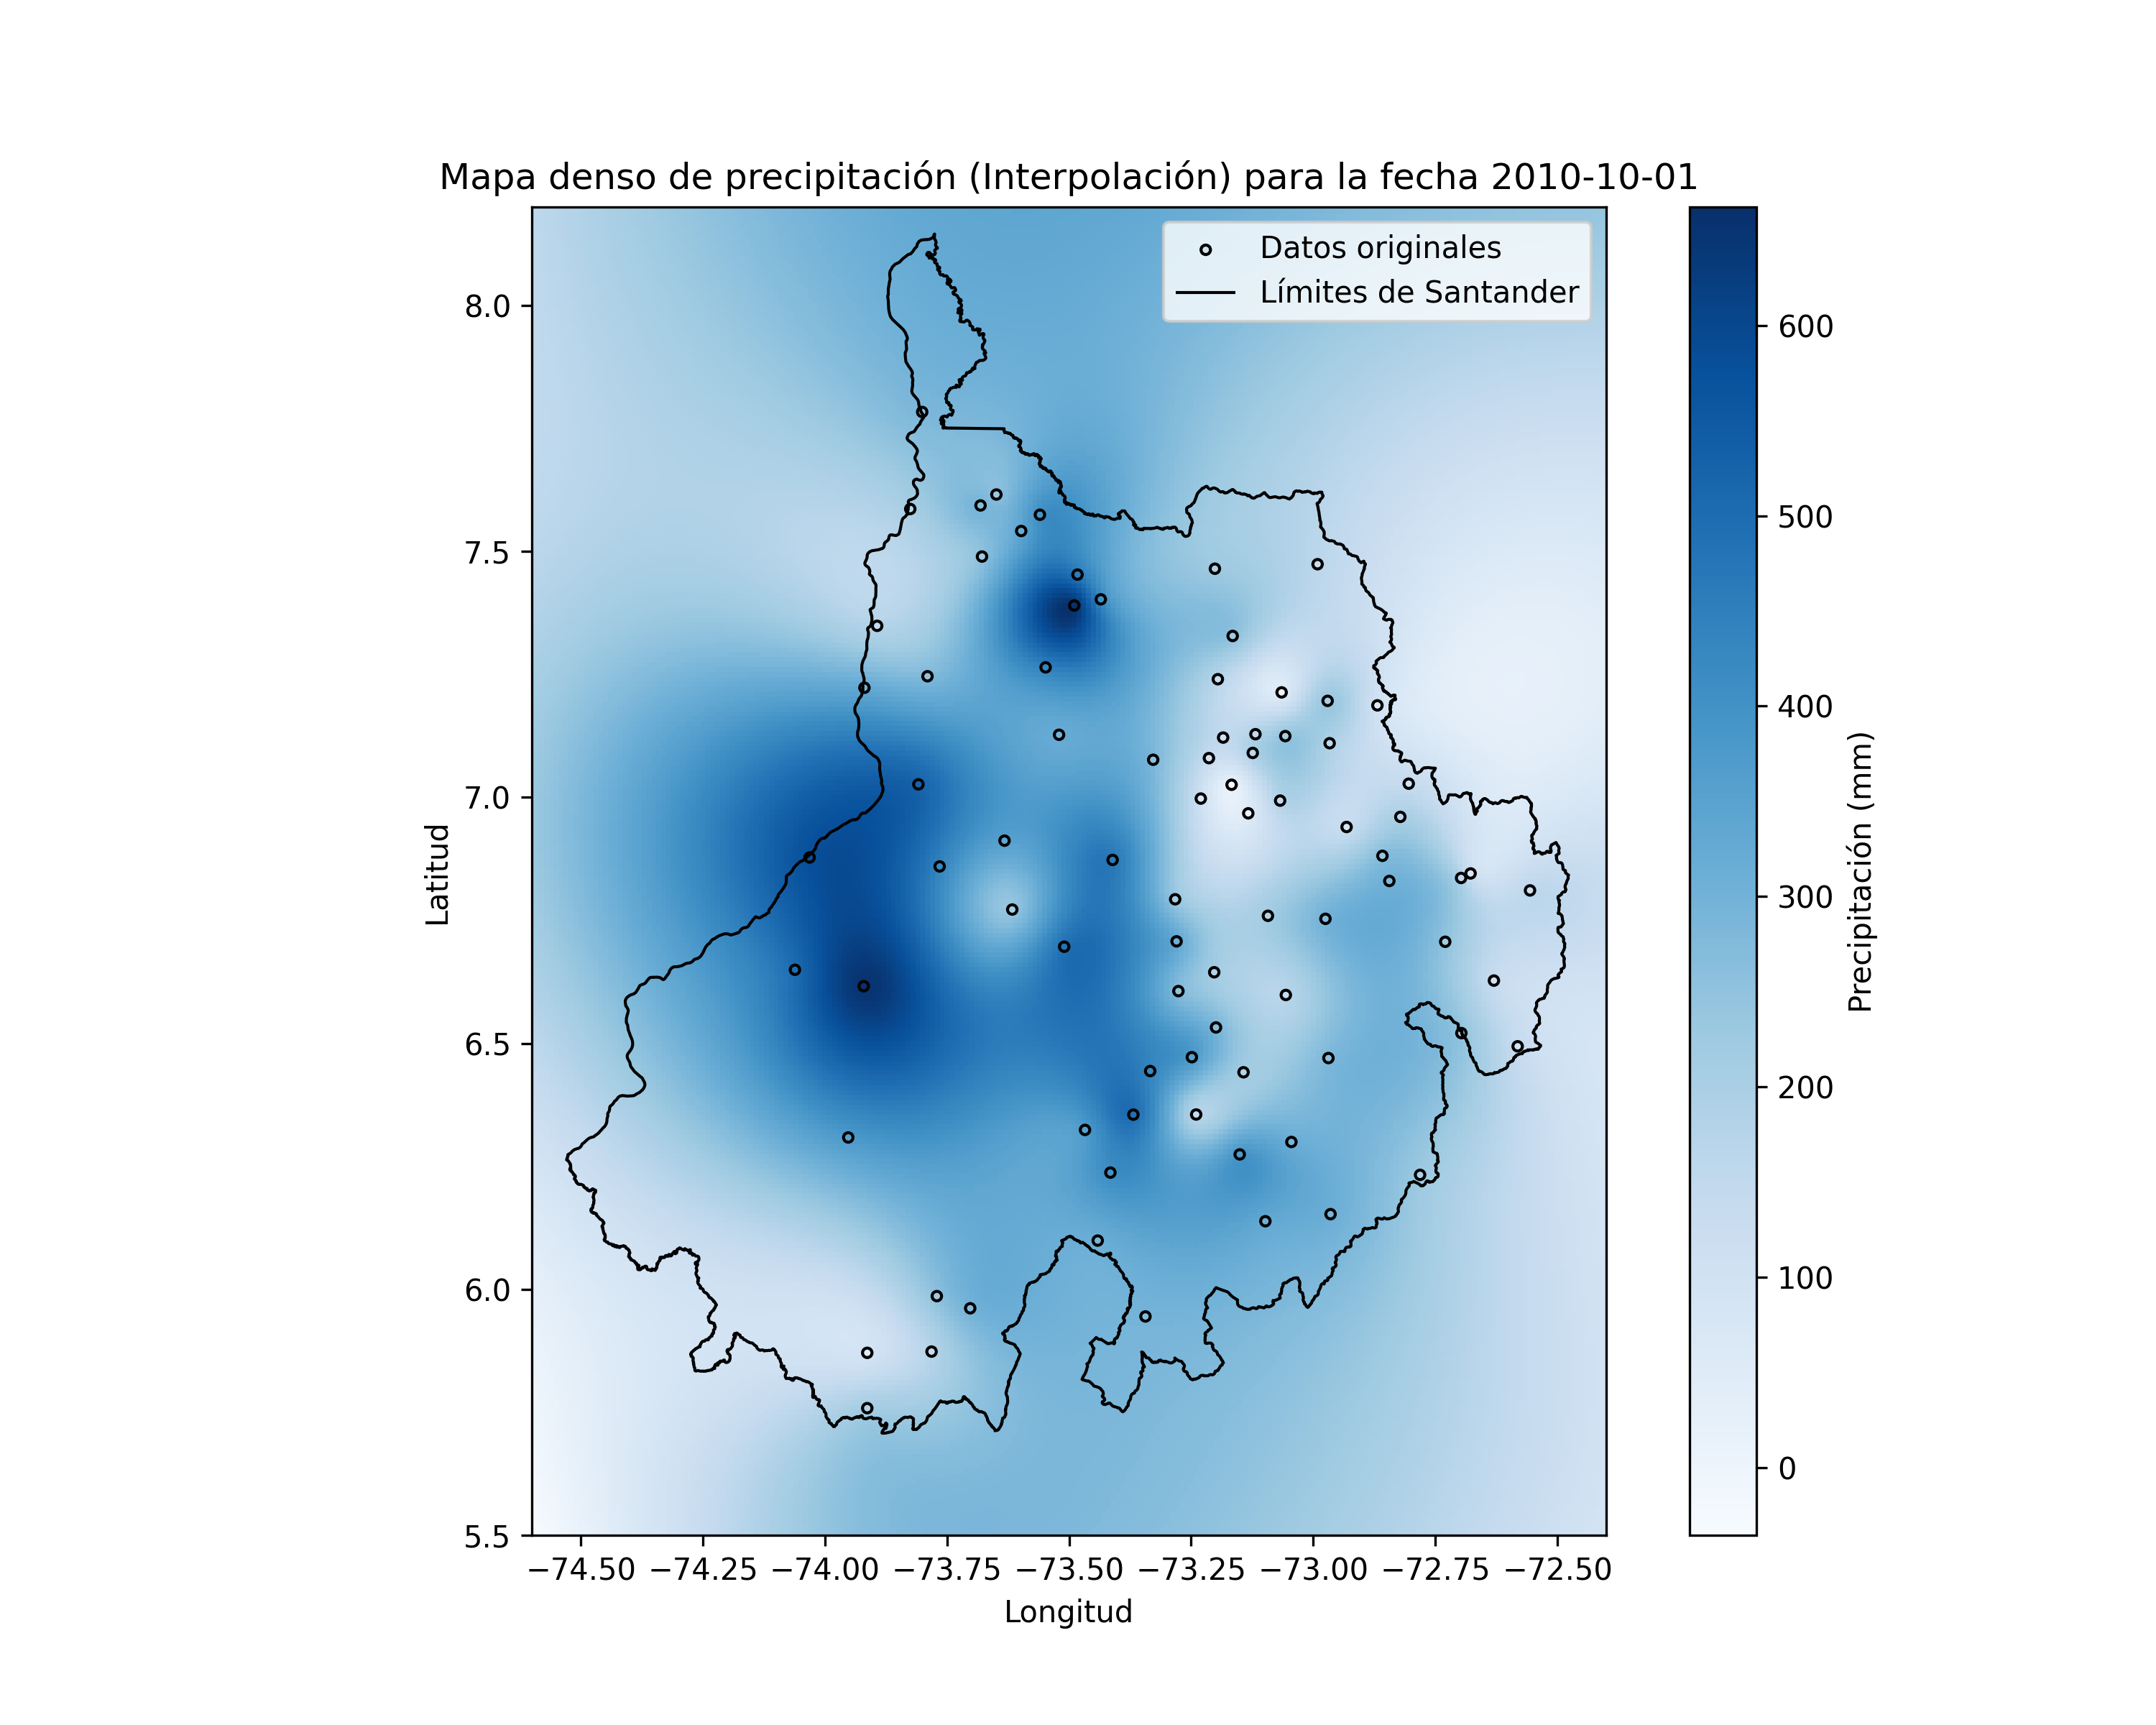 Mapa denso de precipitación (Interpolación) para la fecha 2010-10-01
Datos originales
Límites de Santander
8.0
7.5
7.0
6.5
6.0
5.5
Latitud
−74.50 −74.25 −74.00 −73.75 −73.50 −73.25 −73.00 −72.75 −72.50
Longitud
600
500
400
300
200
100
0
Precipitación (mm)